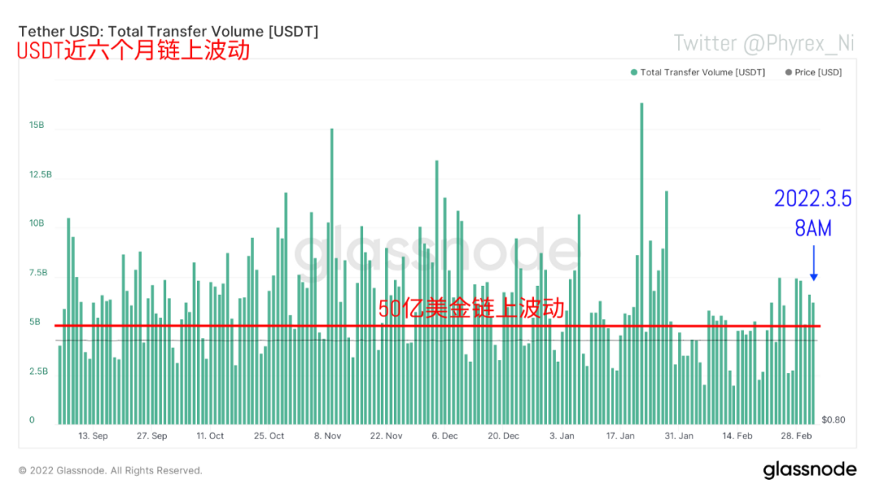 Tether USD: Total Transfer Volume [USDT]
USDT近六个月链上波动
Twitter @Phyrex_Ni
Total Transfer Volume [USDT] Price [USD]
15B
12.5B
10B
7.5B
5B
2.5B
0
glassnode
2022.3.5
8AM
50亿美金链上波动
$0.80
13. Sep 27. Sep 11. Oct 25. Oct 8. Nov 22. Nov 6. Dec 20. Dec 3. Jan 17. Jan 31. Jan 14. Feb 28. Feb
© 2022 Glassnode. All Rights Reserved.
glassnode